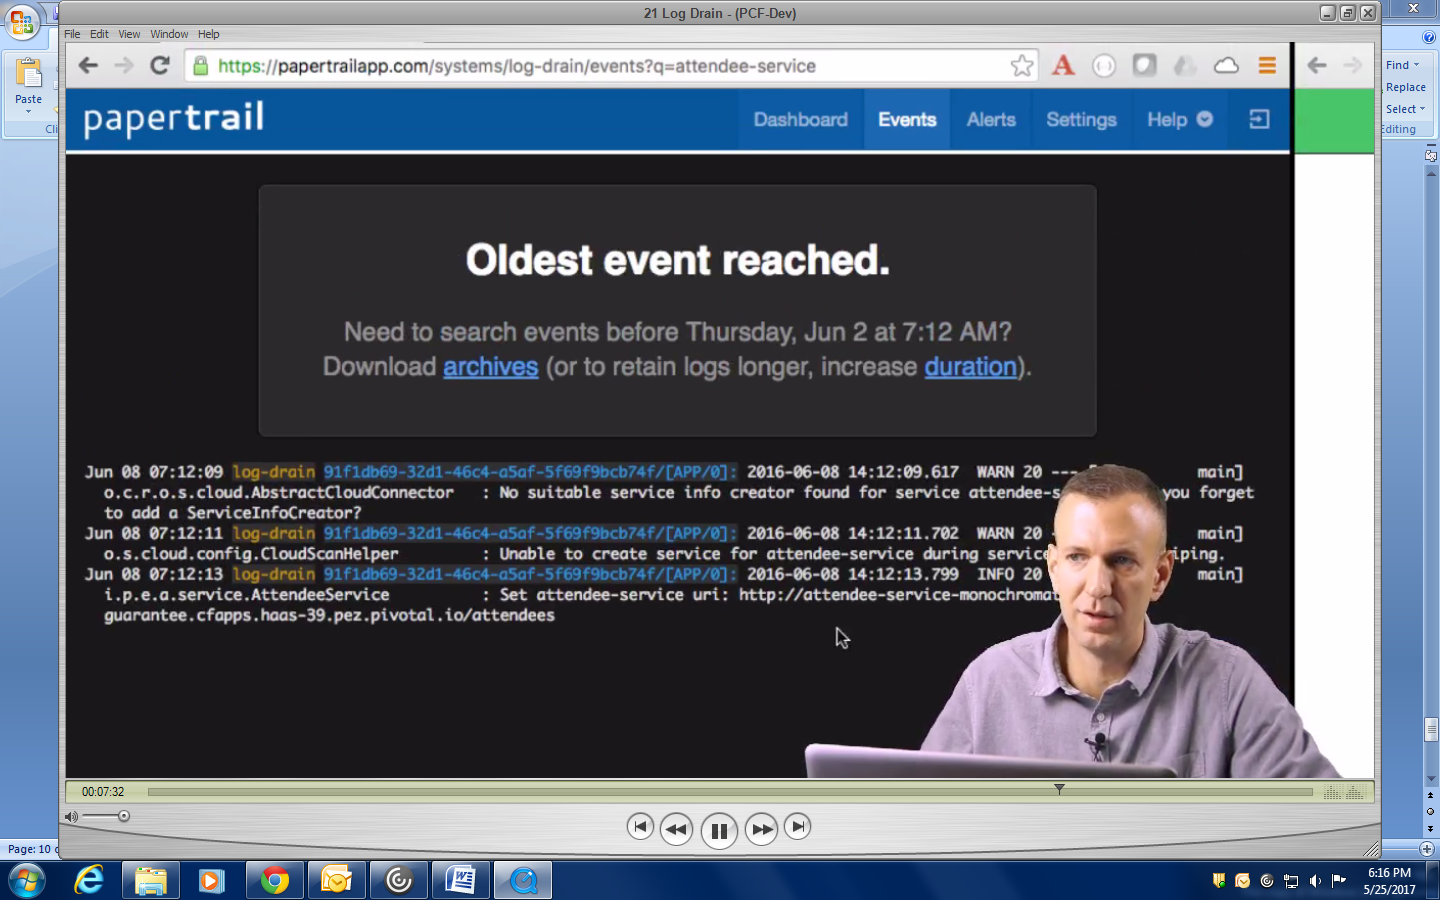 21 Log Drain - (PCF-Dev)
File Edit View Window Help
https://papertrailapp.com/systems/log-drain/events?q=attendee-service
Find
Paste
Replace
Select
Editing
papertrail
Dashboard Events Alerts Settings Help
Oldest event reached.
Need to search events before Thursday, Jun 2 at 7:12 AM?
Download archives (or to retain logs longer, increase duration).
Jun 08 07:12:09 log-drain 91f1db69-32d1-46c4-a5af-5f69f9bcb74f/[APP/0]: 2016-06-08 14:12:09.617 WARN 20 --- [ main]
o.c.r.o.s.cloud.AbstractCloudConnector : No suitable service info creator found for service attendee-s you forget
to add a ServiceInfoCreator?
Jun 08 07:12:11 log-drain 91f1db69-32d1-46c4-a5af-5f69f9bcb74f/[APP/0]: 2016-06-08 14:12:11.702 WARN 20 main]
o.s.cloud.config.CloudScanHelper : Unable to create service for attendee-service during service iping.
Jun 08 07:12:13 log-drain 91f1db69-32d1-46c4-a5af-5f69f9bcb74f/[APP/0]: 2016-06-08 14:12:13.799 INFO 20 main]
i.p.e.a.service.AttendeeService : Set attendee-service uri: http://attendee-service-monochromat
guarantee.cfapps.haas-39.pez.pivotal.io/attendees
00:07:32
Page: 10
6:16 PM
5/25/2017